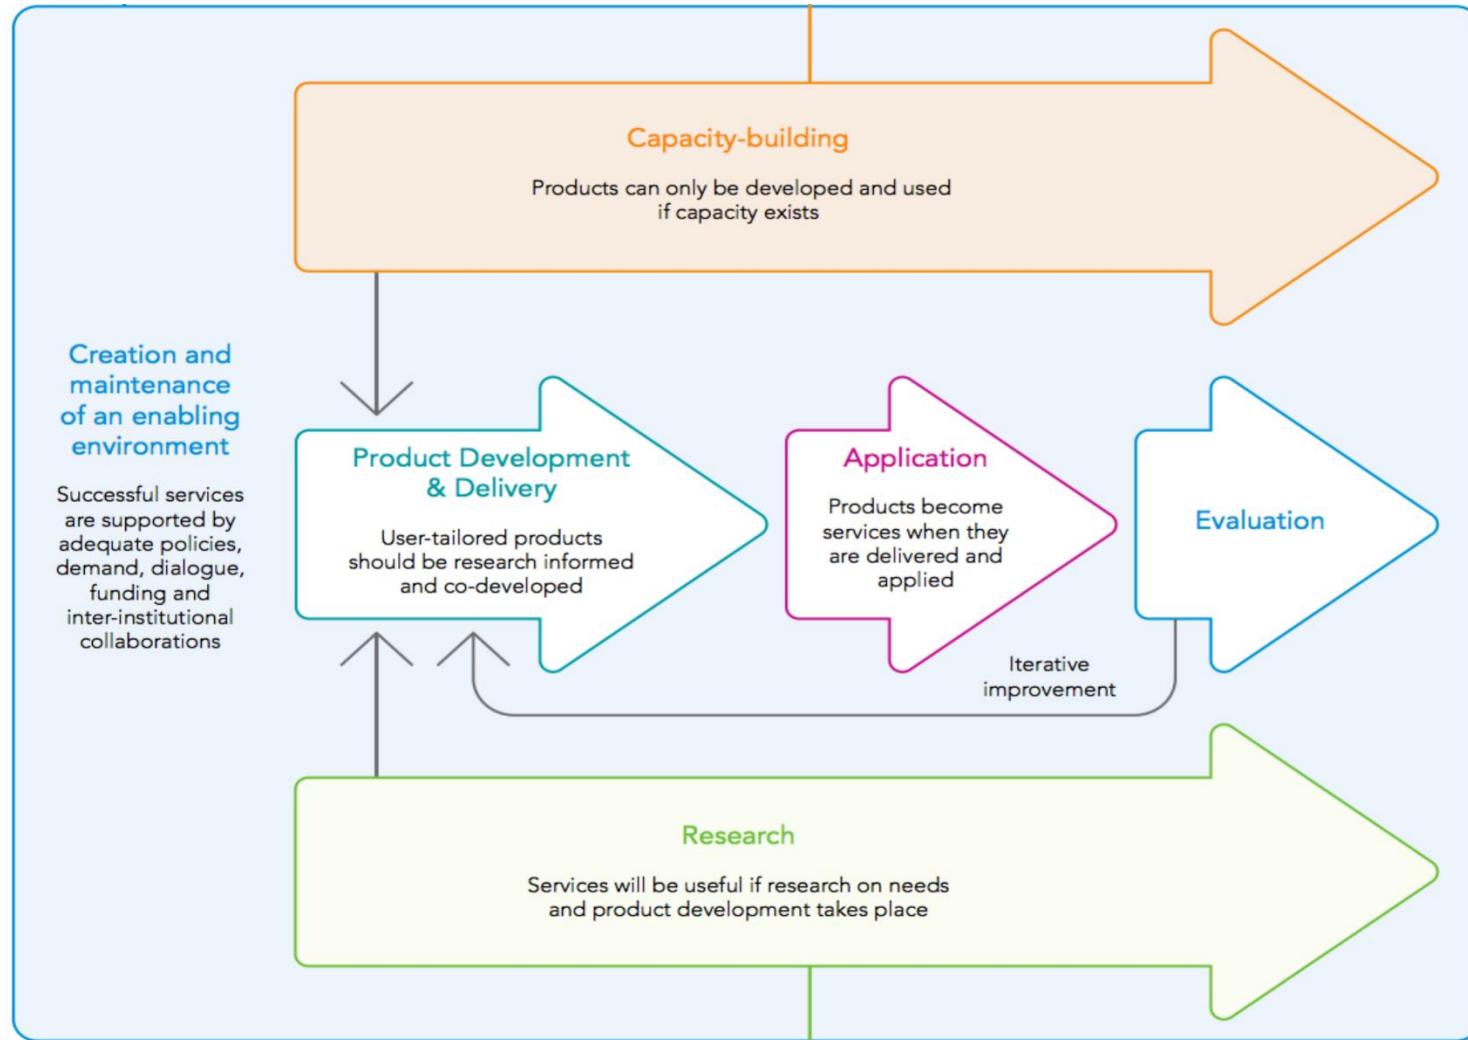 Capacity-building
Products can only be developed and used
if capacity exists
Creation and
maintenance
of an enabling
environment
Successful services
are supported by
adequate policies,
demand, dialogue,
funding and
inter-institutional
collaborations
Product Development
& Delivery
User-tailored products
should be research informed
and co-developed
Application
Products become
services when they
are delivered and
applied
Evaluation
Iterative
improvement
Research
Services will be useful if research on needs
and product development takes place